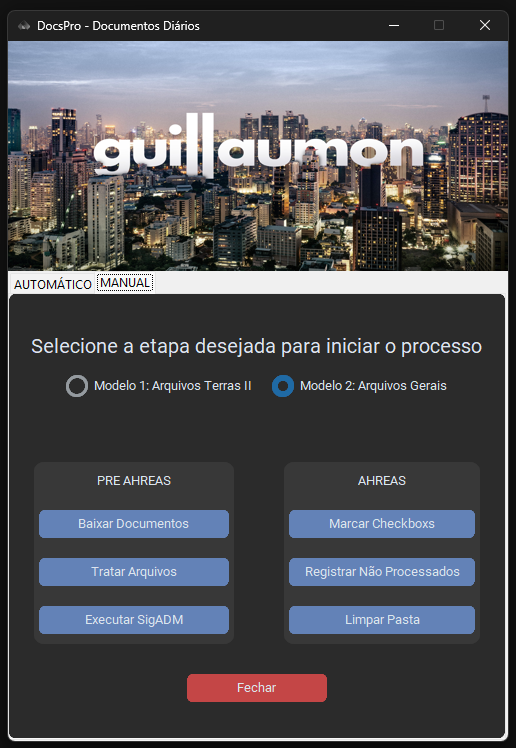 DocsPro - Documentos Diários
guillaumon
AUTOMÁTICO MANUAL
Selecione a etapa desejada para iniciar o processo
Modelo 1: Arquivos Terras II Modelo 2: Arquivos Gerais
PRE AHREAS
Baixar Documentos
Tratar Arquivos
Executar SigADM
AHREAS
Marcar Checkboxs
Registrar Não Processados
Limpar Pasta
Fechar